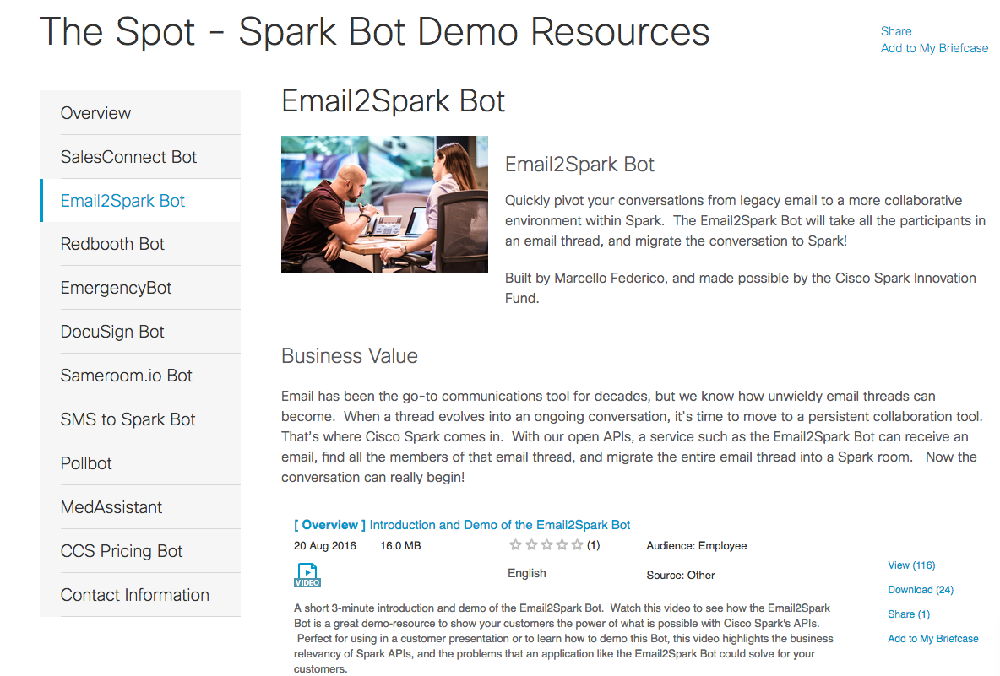 The Spot - Spark Bot Demo Resources
Share
Add to My Briefcase
Overview
SalesConnect Bot
Email2Spark Bot
Redbooth Bot
EmergencyBot
DocuSign Bot
Sameroom.io Bot
SMS to Spark Bot
Pollbot
MedAssistant
CCS Pricing Bot
Contact Information
Email2Spark Bot
Email2Spark Bot
Quickly pivot your conversations from legacy email to a more collaborative
environment within Spark.  The Email2Spark Bot will take all the participants in
an email thread, and migrate the conversation to Spark!
Built by Marcello Federico, and made possible by the Cisco Spark Innovation
Fund.
Business Value
Email has been the go-to communications tool for decades, but we know how unwieldy email threads can
become.  When a thread evolves into an ongoing conversation, it's time to move to a persistent collaboration tool.
That's where Cisco Spark comes in.  With our open APIs, a service such as the Email2Spark Bot can receive an
email, find all the members of that email thread, and migrate the entire email thread into a Spark room.   Now the
conversation can really begin!
[ Overview ] Introduction and Demo of the Email2Spark Bot
20 Aug 2016 16.0 MB (1) Audience: Employee
VIDEO English Source: Other
A short 3-minute introduction and demo of the Email2Spark Bot.  Watch this video to see how the Email2Spark
Bot is a great demo-resource to show your customers the power of what is possible with Cisco Spark's APIs.
Perfect for using in a customer presentation or to learn how to demo this Bot, this video highlights the business
relevancy of Spark APIs, and the problems that an application like the Email2Spark Bot could solve for your
customers.
View (116)
Download (24)
Share (1)
Add to My Briefcase